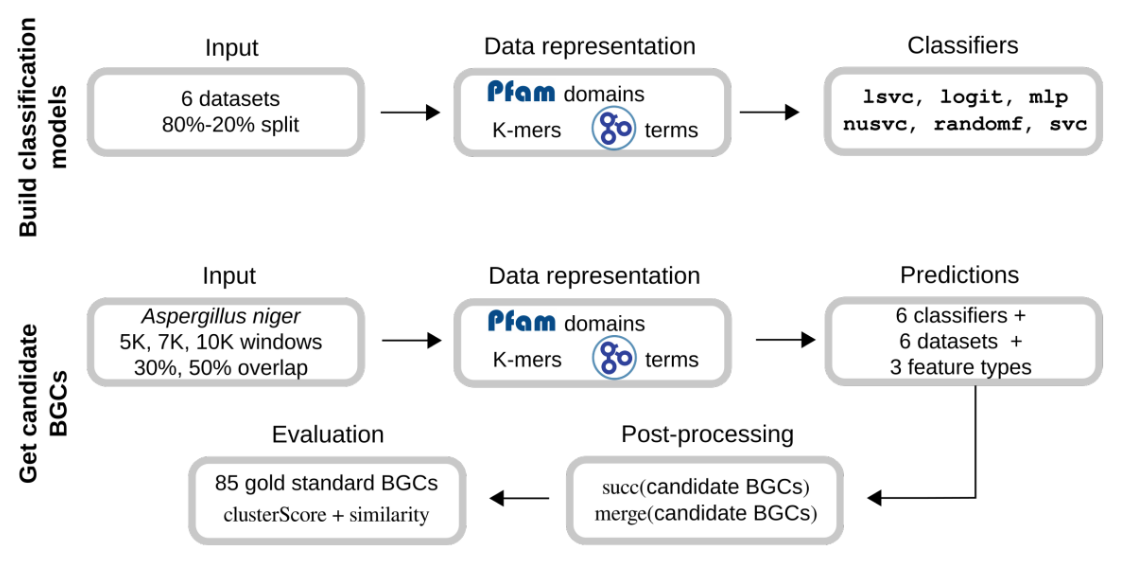 Build classification
models
Input
6 datasets
80%-20% split
Data representation
Pfam domains
K-mers terms
Classifiers
lsvc, logit, mlp
nusvc, randomf, svc
Get candidate
BGCs
Input
Aspergillus niger
5K, 7K, 10K windows
30%, 50% overlap
Data representation
Pfam domains
K-mers terms
Predictions
6 classifiers +
6 datasets +
3 feature types
Evaluation
85 gold standard BGCs
clusterScore + similarity
Post-processing
succ(candidate BGCs)
merge(candidate BGCs)